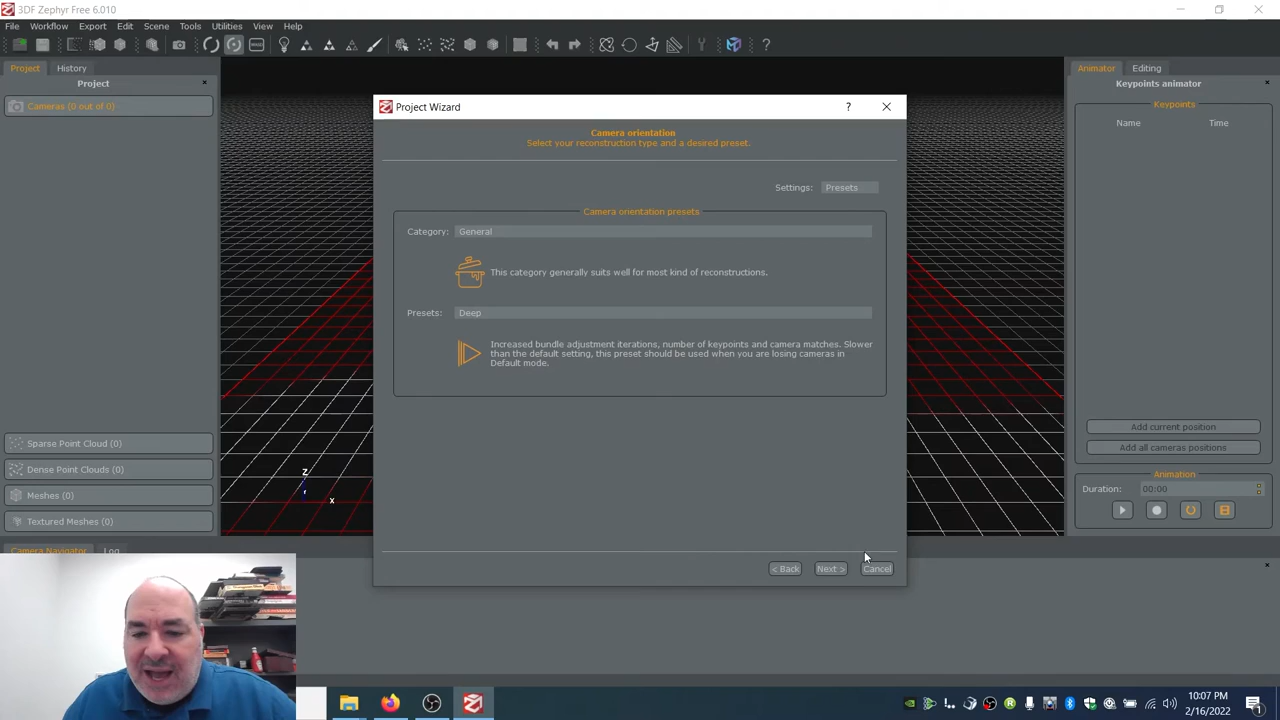 3DF Zephyr Free 6.010
File Workflow Export Edit Scene Tools Utilities View Help
MASQ
?
Project History
Project
Cameras (0 out of 0)
Sparse Point Cloud (0)
Dense Point Clouds (0)
Meshes (0)
Textured Meshes (0)
Camera Navigator Log
Z
Y
X
Project Wizard
?
Camera orientation
Select your reconstruction type and a desired preset.
Settings: Presets
Camera orientation presets
Category: General
This category generally suits well for most kind of reconstructions.
Presets: Deep
Increased bundle adjustment iterations, number of keypoints and camera matches. Slower
than the default setting, this preset should be used when you are losing cameras in
Default mode.
< Back Next > Cancel
Animator Editing
Keypoints animator
Keypoints
Name Time
Add current position
Add all cameras positions
Animation
Duration: 00:00
10:07 PM
2/16/2022